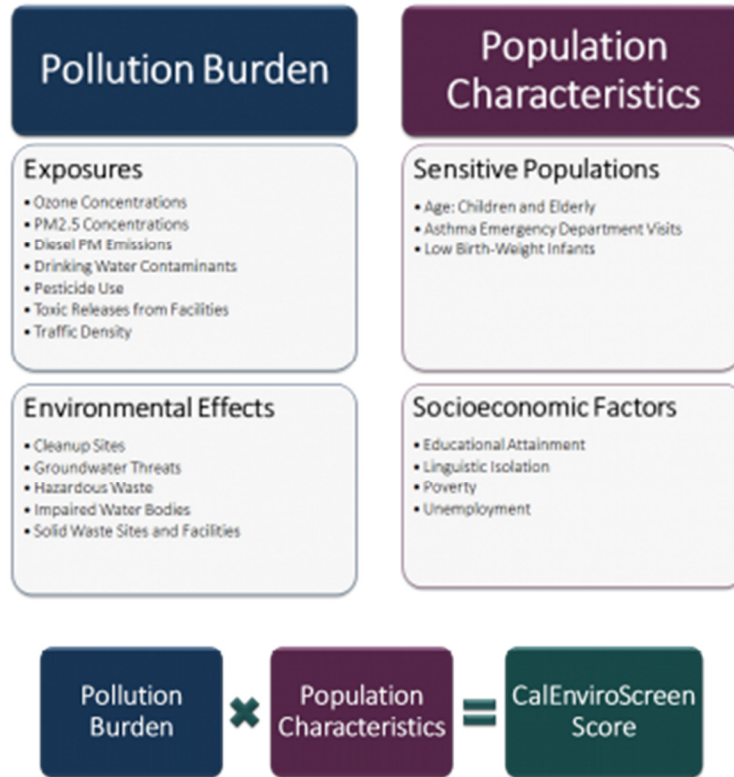 Pollution Burden
Exposures
• Ozone Concentrations
• PM2.5 Concentrations
• Diesel PM Emissions
• Drinking Water Contaminants
• Pesticide Use
• Toxic Releases from Facilities
• Traffic Density
Environmental Effects
• Cleanup Sites
• Groundwater Threats
• Hazardous Waste
• Impaired Water Bodies
• Solid Waste Sites and Facilities
Population
Characteristics
Sensitive Populations
• Age: Children and Elderly
• Asthma Emergency Department Visits
• Low Birth-Weight Infants
Socioeconomic Factors
• Educational Attainment
• Linguistic Isolation
• Poverty
• Unemployment
Pollution
Burden
×
Population
Characteristics
=
CalEnviroScreen
Score